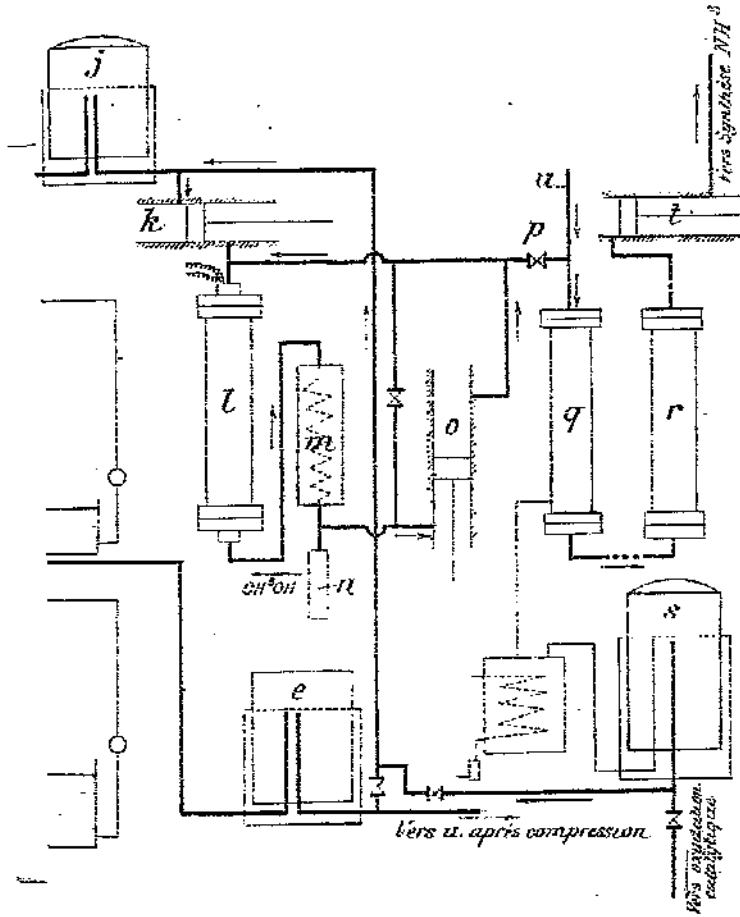 j
Vers Synthèse NH³
u
k
t
p
l
m
o
q
r
CH³OH
n
s
e
Vers u. après compression
Vers oxydation
catalytique